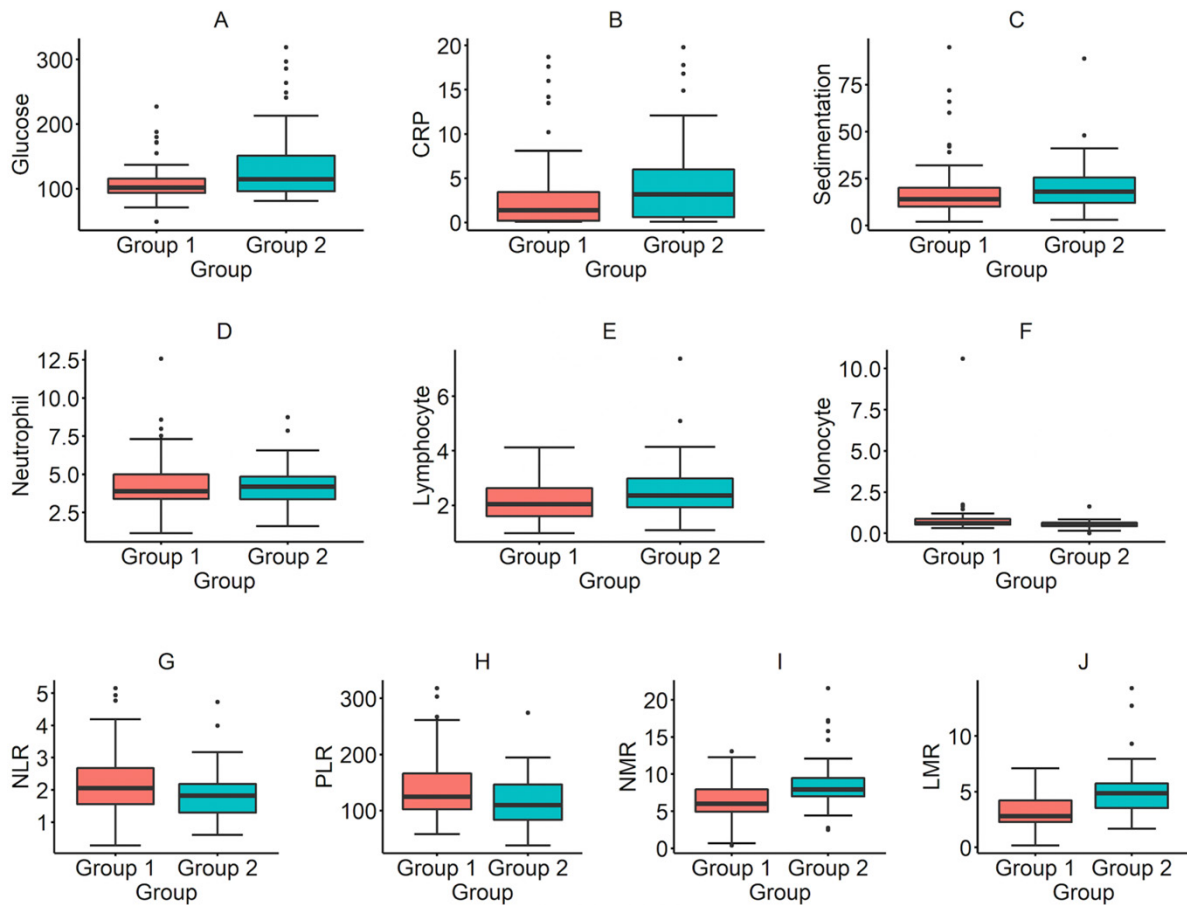 A
Glucose
300
200
100
Group 1 Group 2
Group
B
CRP
20
15
10
5
0
Group 1 Group 2
Group
C
Sedimentation
75
50
25
0
Group 1 Group 2
Group
D
Neutrophil
12.5
10.0
7.5
5.0
2.5
Group 1 Group 2
Group
E
Lymphocyte
6
4
2
Group 1 Group 2
Group
F
Monocyte
10.0
7.5
5.0
2.5
0.0
Group 1 Group 2
Group
G
NLR
5
4
3
2
1
Group 1 Group 2
Group
H
PLR
300
200
100
Group 1 Group 2
Group
I
NMR
20
15
10
5
0
Group 1 Group 2
Group
J
LMR
10
5
0
Group 1 Group 2
Group